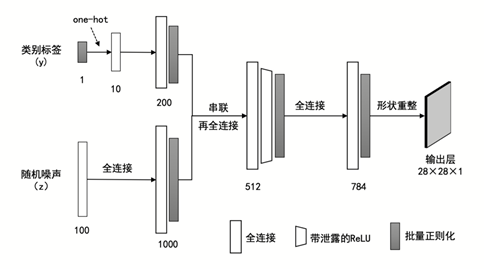 one-hot
类别标签
(y)
1
10
200
串联
再全连接
全连接
形状重整
输出层
28×28×1
512
784
随机噪声
(z)
全连接
100
1000
全连接
带泄露的ReLU
批量正则化